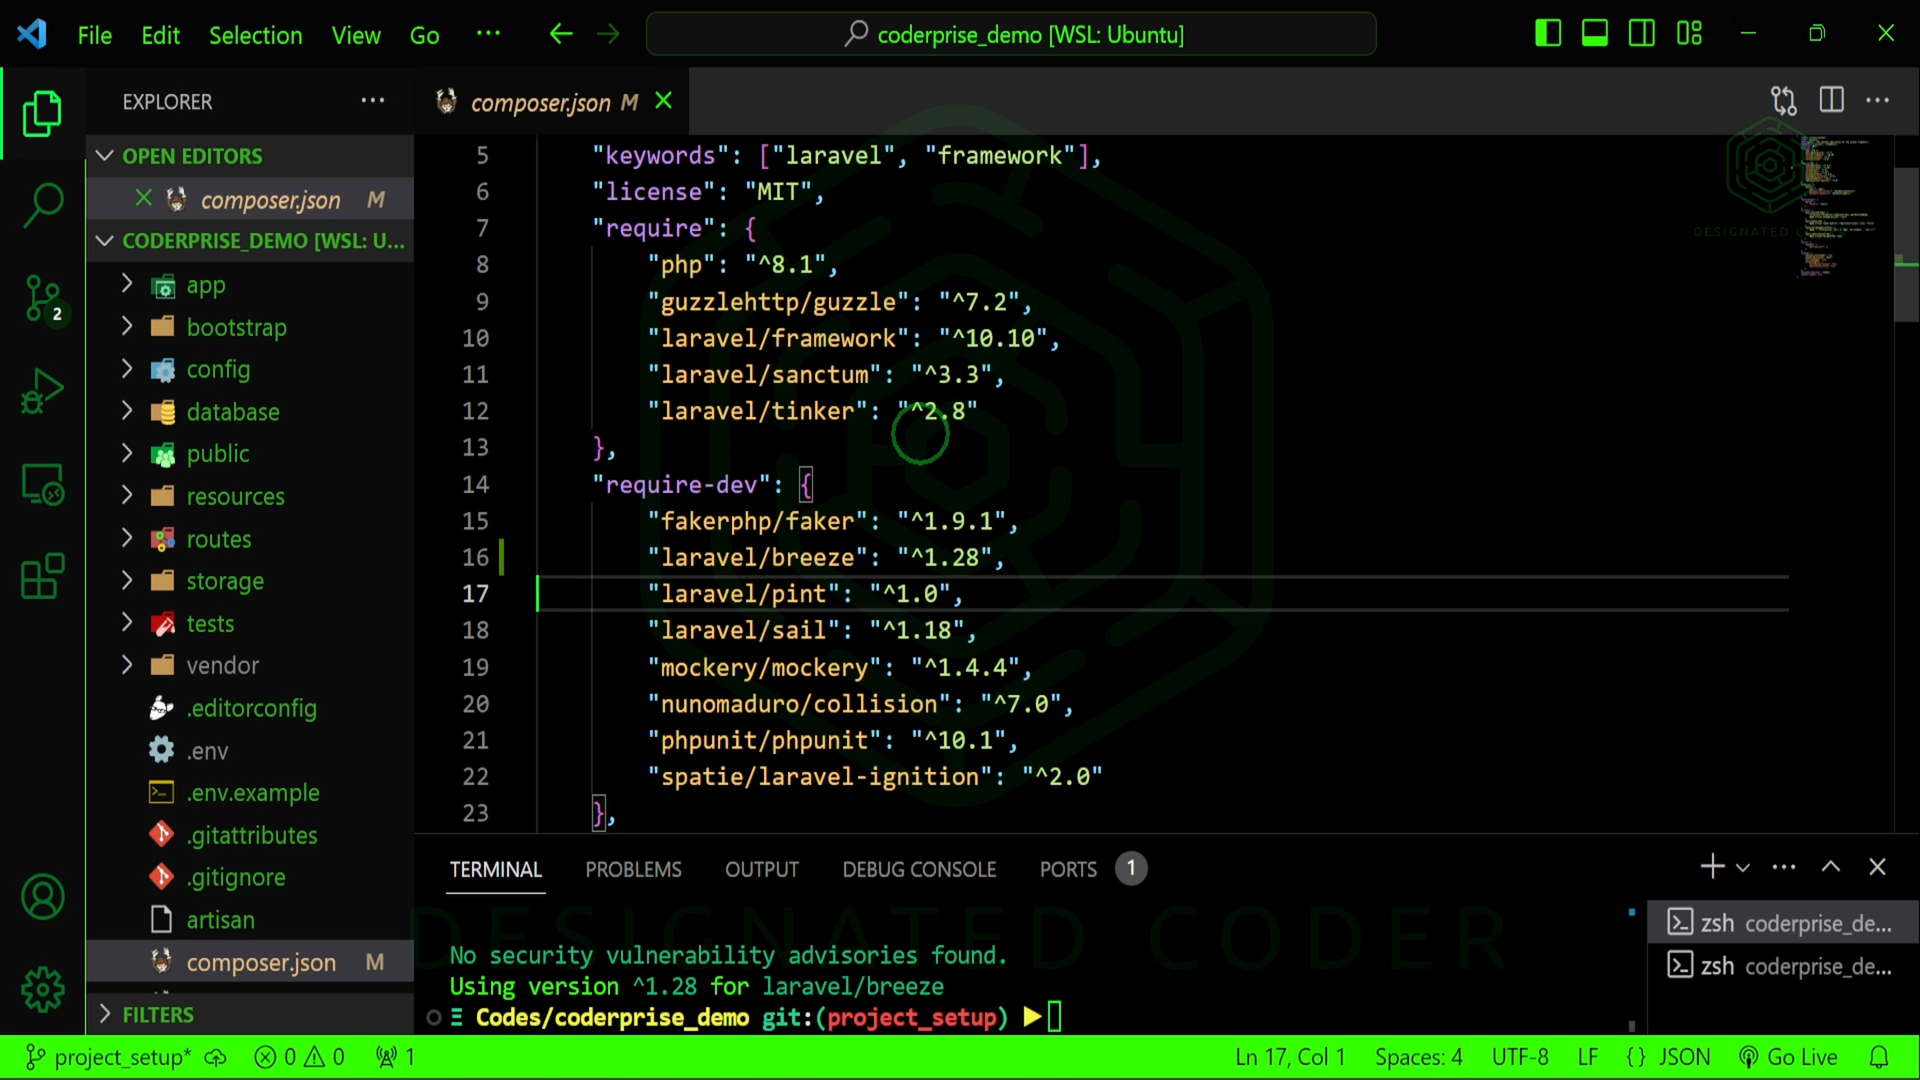 File Edit Selection View Go ··· coderprise_demo [WSL: Ubuntu]
EXPLORER
composer.json M
OPEN EDITORS
composer.json M
CODERPRISE_DEMO [WSL: U...
app
bootstrap
config
database
public
resources
routes
storage
tests
vendor
.editorconfig
.env
.env.example
.gitattributes
.gitignore
artisan
composer.json M
FILTERS
2
5 "keywords": ["laravel", "framework"],
6 "license": "MIT",
7 "require": {
8 "php": "^8.1",
9 "guzzlehttp/guzzle": "^7.2",
10 "laravel/framework": "^10.10",
11 "laravel/sanctum": "^3.3",
12 "laravel/tinker": "^2.8"
13 },
14 "require-dev": {
15 "fakerphp/faker": "^1.9.1",
16 "laravel/breeze": "^1.28",
17 "laravel/pint": "^1.0",
18 "laravel/sail": "^1.18",
19 "mockery/mockery": "^1.4.4",
20 "nunomaduro/collision": "^7.0",
21 "phpunit/phpunit": "^10.1",
22 "spatie/laravel-ignition": "^2.0"
23 },
DESIGNATED
TERMINAL PROBLEMS OUTPUT DEBUG CONSOLE PORTS 1
DESIGNATED CODER
No security vulnerability advisories found.
Using version ^1.28 for laravel/breeze
Codes/coderprise_demo git:(project_setup)
zsh coderprise_de...
zsh coderprise_de...
project_setup* 0 0 1 Ln 17, Col 1 Spaces: 4 UTF-8 LF {} JSON Go Live